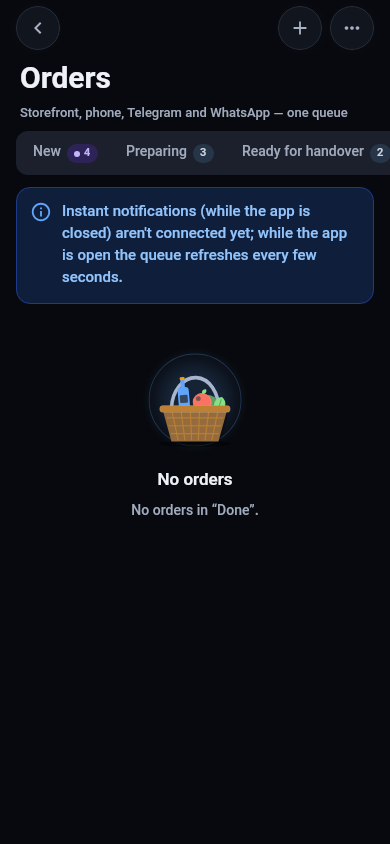 Orders
Storefront, phone, Telegram and WhatsApp — one queue
New 4 Preparing 3 Ready for handover 2
Instant notifications (while the app is
closed) aren't connected yet; while the app
is open the queue refreshes every few
seconds.
No orders
No orders in “Done”.